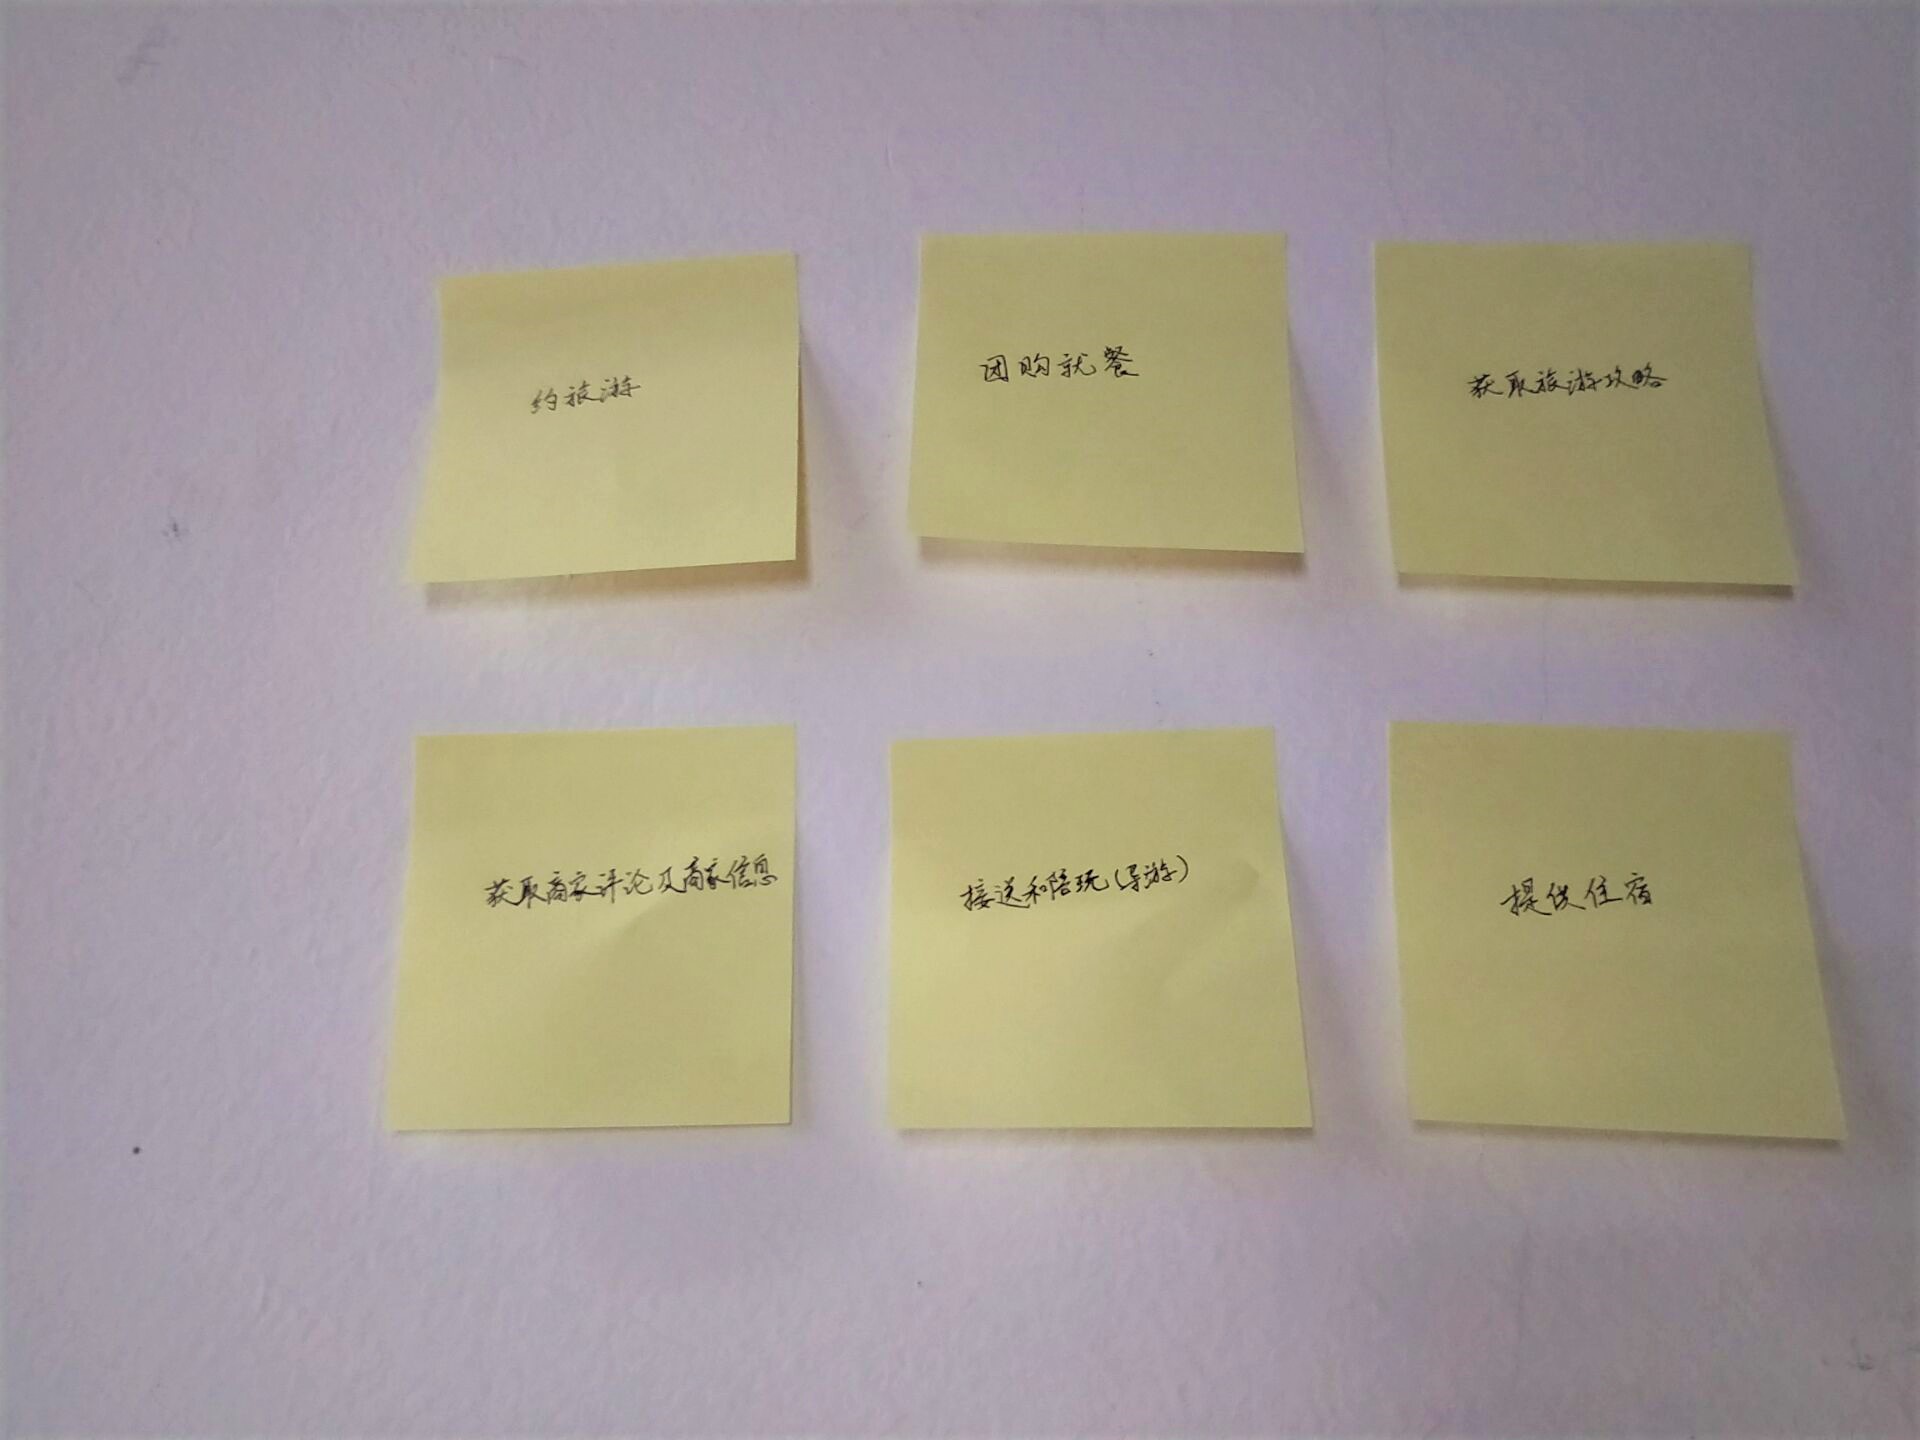 约旅游
团购就餐
获取旅游攻略
获取商家评论及商家信息
接送和陪玩(导游)
提供住宿